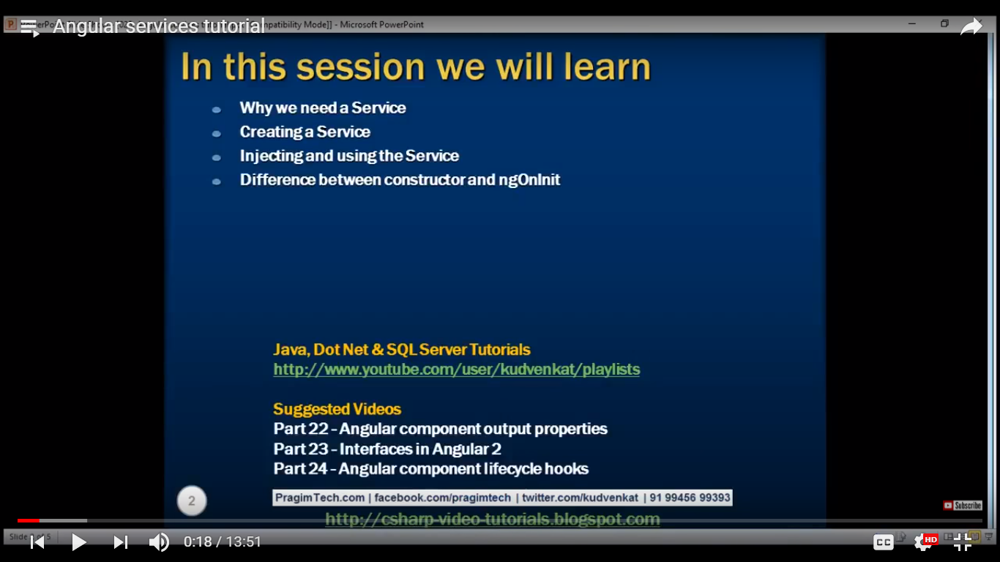 Angular services tutorial
mpatibility Mode]] - Microsoft PowerPoint
In this session we will learn
Why we need a Service
Creating a Service
Injecting and using the Service
Difference between constructor and ngOnInit
Java, Dot Net & SQL Server Tutorials
http://www.youtube.com/user/kudvenkat/playlists
Suggested Videos
Part 22 - Angular component output properties
Part 23 - Interfaces in Angular 2
Part 24 - Angular component lifecycle hooks
2
PragimTech.com | facebook.com/pragimtech | twitter.com/kudvenkat | 91 99456 99393
Subscribe
http://csharp-video-tutorials.blogspot.com
Slide 5
0:18 / 13:51
CC
HD